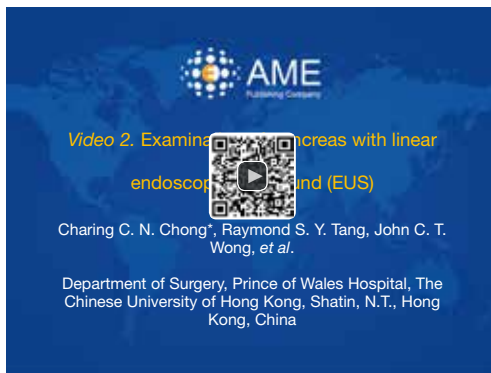 AME
Publishing Company
Video 2. Examina ncreas with linear
endoscop und (EUS)
Charing C. N. Chong*, Raymond S. Y. Tang, John C. T.
Wong, et al.
Department of Surgery, Prince of Wales Hospital, The
Chinese University of Hong Kong, Shatin, N.T., Hong
Kong, China